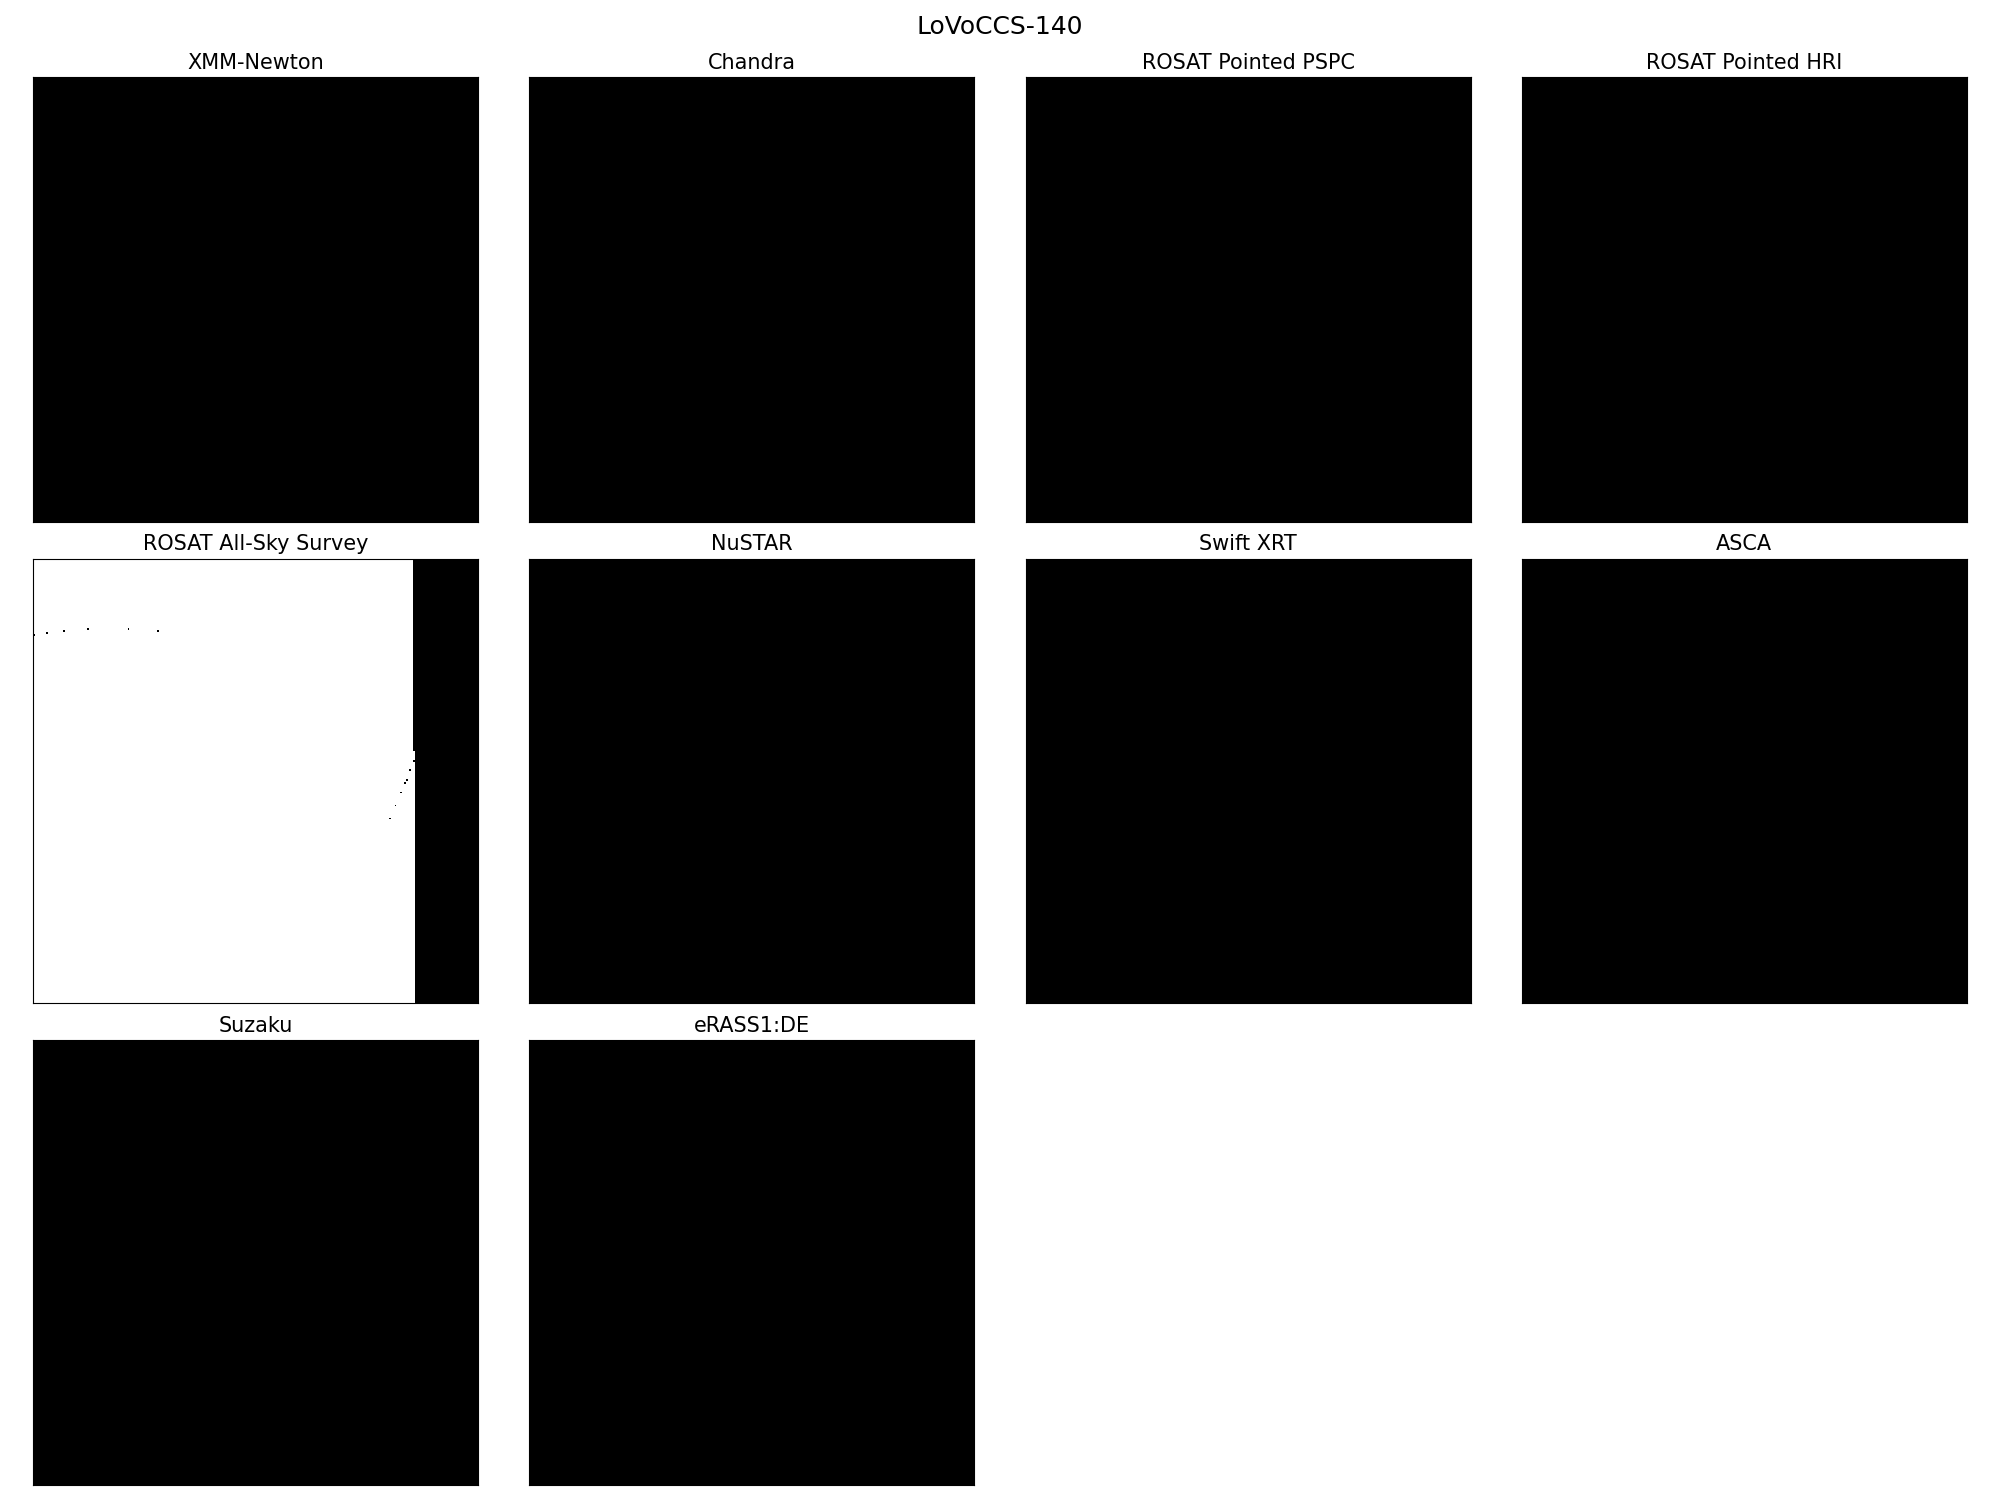 LoVoCCS-140
XMM-Newton
Chandra
ROSAT Pointed PSPC
ROSAT Pointed HRI
ROSAT All-Sky Survey
NuSTAR
Swift XRT
ASCA
Suzaku
eRASS1:DE